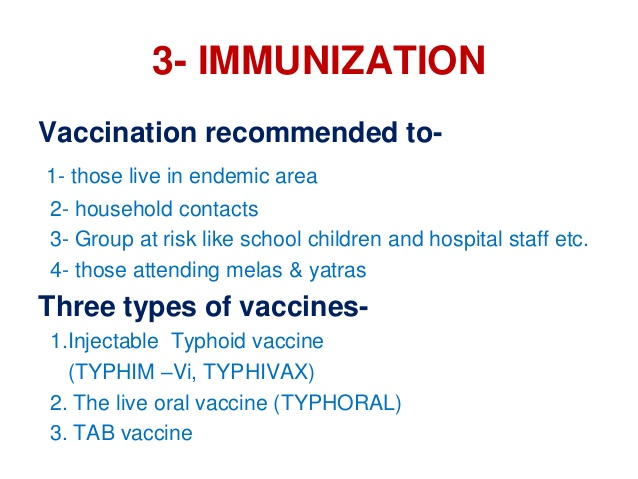 3- IMMUNIZATION
Vaccination recommended to-
1- those live in endemic area
2- household contacts
3- Group at risk like school children and hospital staff etc.
4- those attending melas & yatras
Three types of vaccines-
1.Injectable Typhoid vaccine
(TYPHIM –Vi, TYPHIVAX)
2. The live oral vaccine (TYPHORAL)
3. TAB vaccine